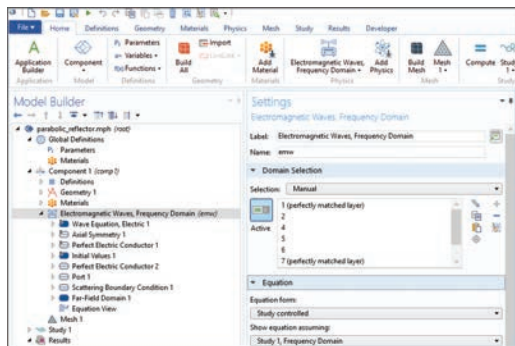 File
Home
Definitions
Geometry
Materials
Physics
Mesh
Study
Results
Developer
Application Builder
Component 1
Parameters
Variables
Functions
Build All
Import
Add Material
Electromagnetic Waves, Frequency Domain
Add Physics
Build Mesh
Mesh 1
Compute
Study 1
Application
Model
Definitions
Geometry
Materials
Physics
Mesh
Model Builder
parabolic_reflector.mph (root)
Global Definitions
Parameters
Materials
Component 1 (comp1)
Definitions
Geometry 1
Materials
Electromagnetic Waves, Frequency Domain (emw)
Wave Equation, Electric 1
Axial Symmetry 1
Perfect Electric Conductor 1
Initial Values 1
Perfect Electric Conductor 2
Port 1
Scattering Boundary Condition 1
Far-Field Domain 1
Equation View
Mesh 1
Study 1
Results
Settings
Electromagnetic Waves, Frequency Domain
Label: Electromagnetic Waves, Frequency Domain
Name: emw
Domain Selection
Selection: Manual
1 (perfectly matched layer)
2
4
5
6
7 (perfectly matched layer)
Active
Equation
Equation form:
Study controlled
Show equation assuming:
Study 1, Frequency Domain